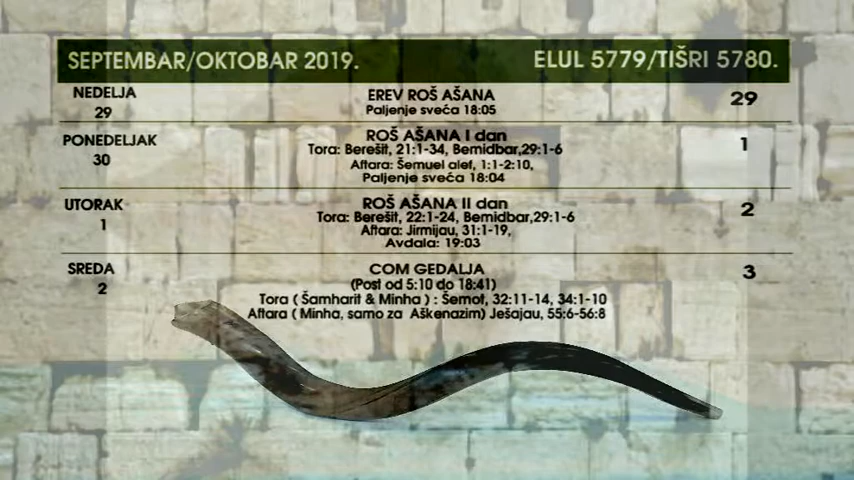 SEPTEMBAR/OKTOBAR 2019. ELUL 5779/TIŠRI 5780.
NEDELJA
29
EREV ROŠ AŠANA
Paljenje sveća 18:05
29
PONEDELJAK
30
ROŠ AŠANA I dan
Tora: Berešit, 21:1-34, Bemidbar,29:1-6
Aftara: Šemuel alef, 1:1-2:10,
Paljenje sveća 18:04
1
UTORAK
1
ROŠ AŠANA II dan
Tora: Berešit, 22:1-24, Bemidbar,29:1-6
Aftara: Jirmijau, 31:1-19,
Avdala: 19:03
2
SREDA
2
COM GEDALJA
(Post od 5:10 do 18:41)
Tora ( Šamharit & Minha ) : Šemot, 32:11-14, 34:1-10
Aftara ( Minha, samo za Aškenazim) Ješajau, 55:6-56:8
3